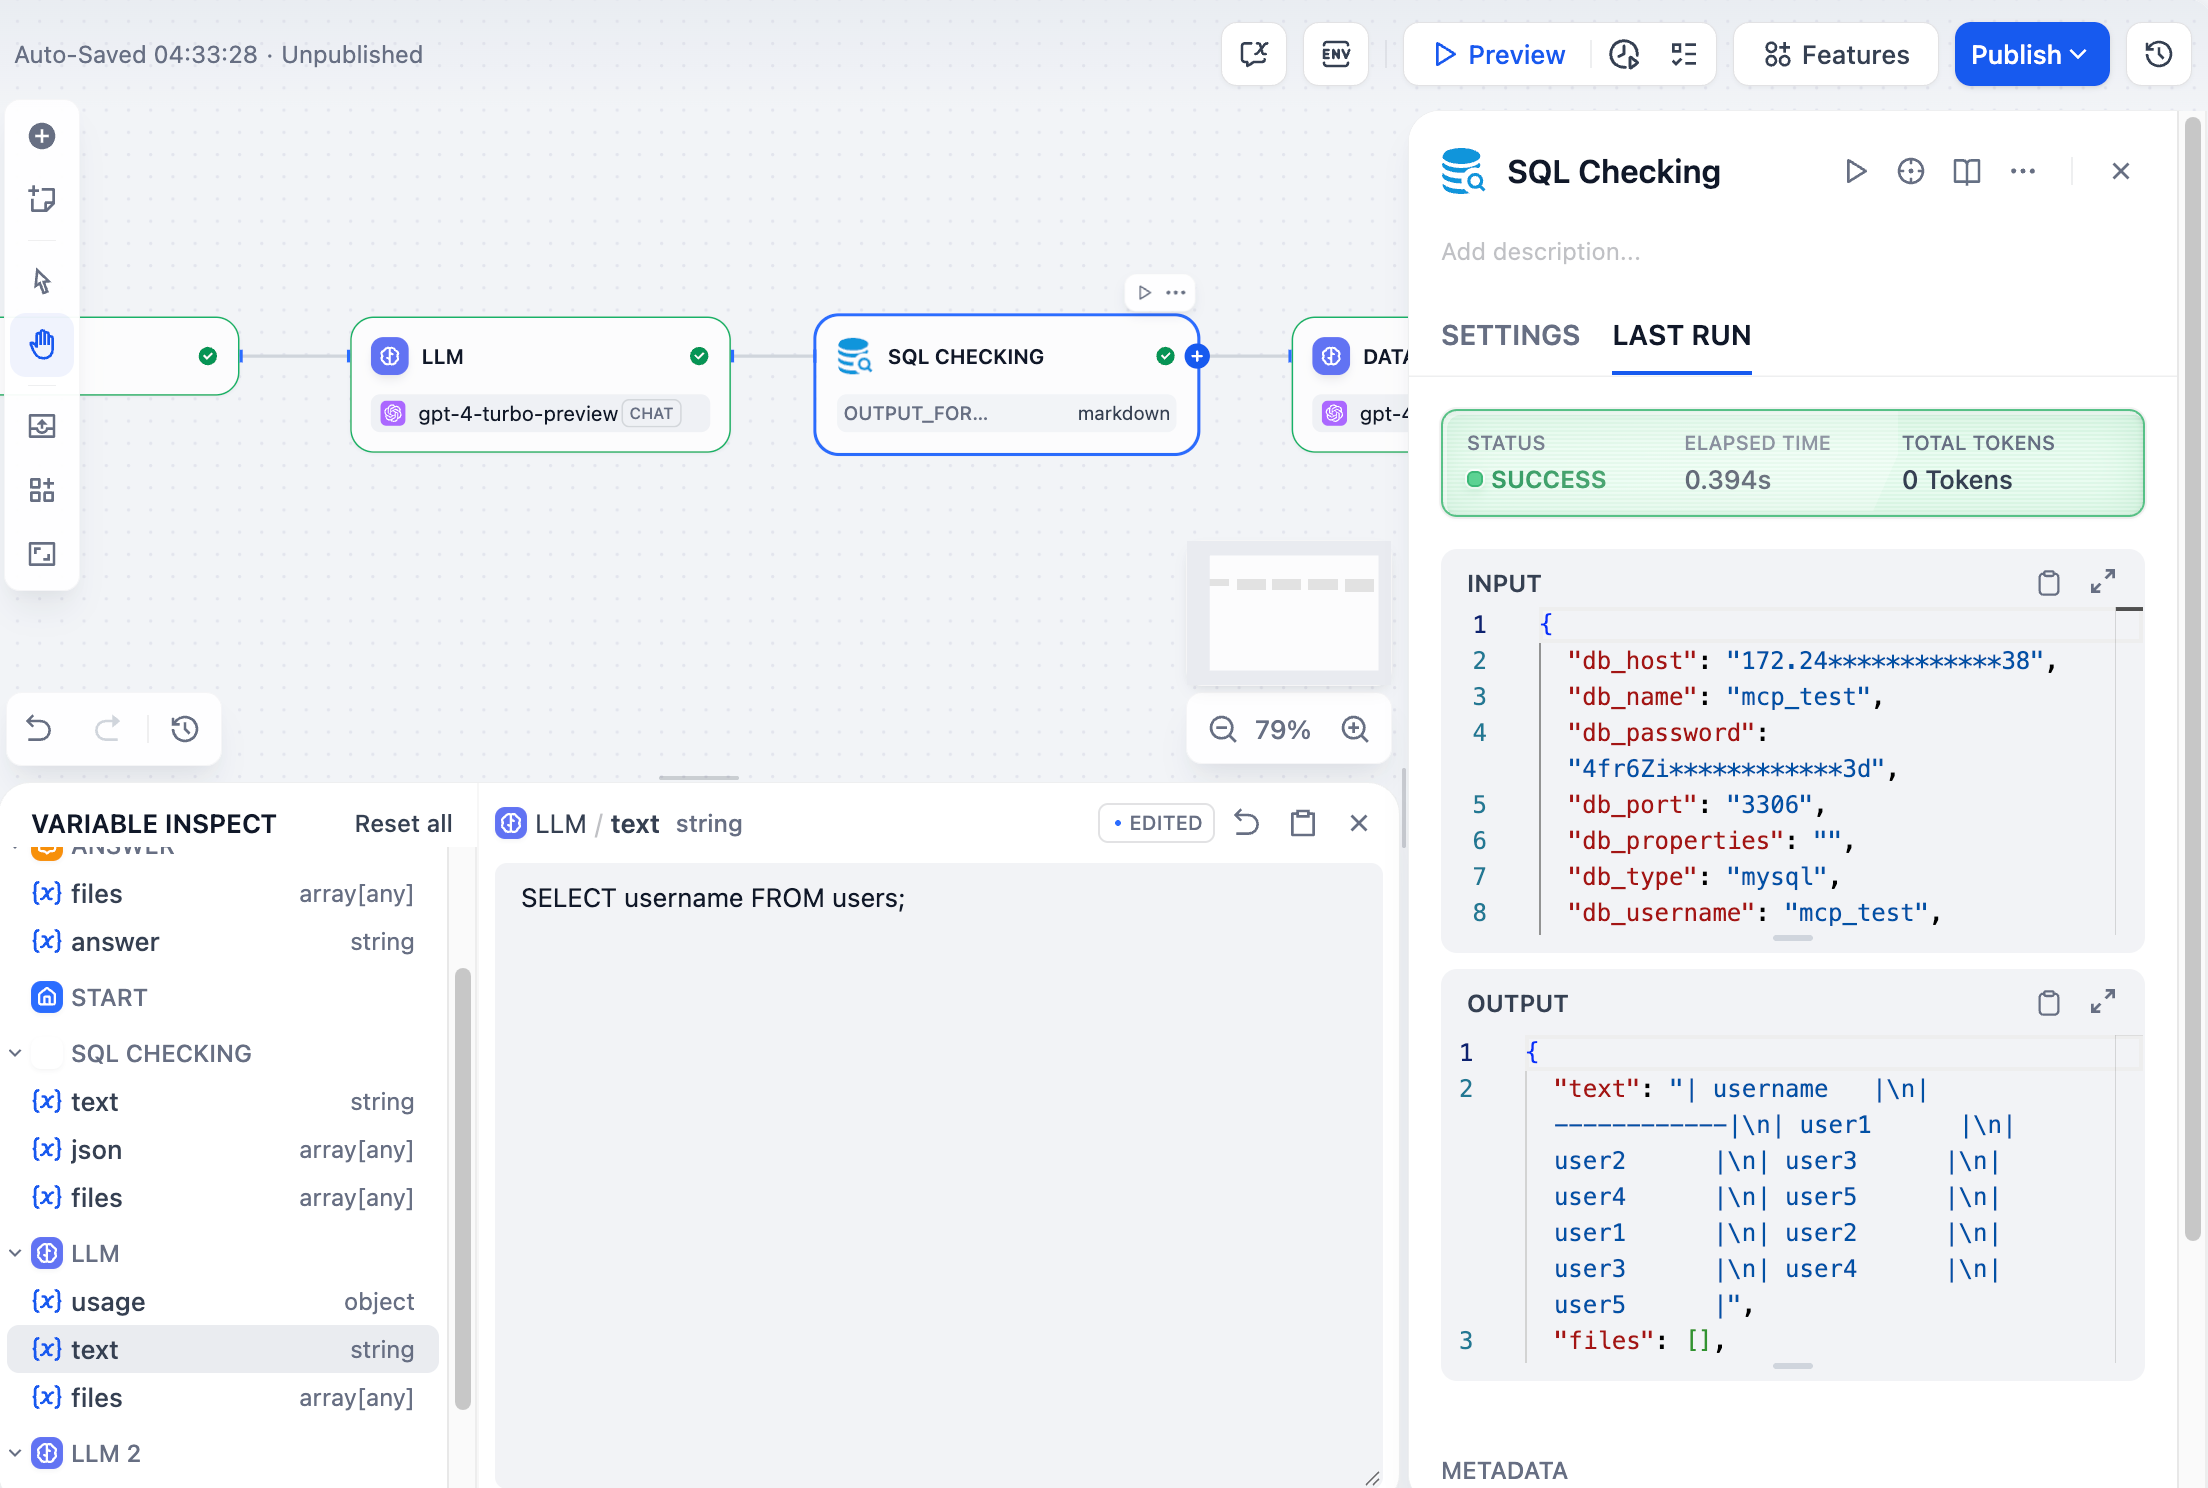 Auto-Saved 04:33:28 · Unpublished
ENV
Preview
Features
Publish
LLM
gpt-4-turbo-preview CHAT
SQL CHECKING
OUTPUT_FOR... markdown
DATA
gpt-4
79%
VARIABLE INSPECT Reset all
ANSWER
{x} files array[any]
{x} answer string
START
SQL CHECKING
{x} text string
{x} json array[any]
{x} files array[any]
LLM
{x} usage object
{x} text string
{x} files array[any]
LLM 2
LLM / text string
• EDITED
SELECT username FROM users;
SQL Checking
Add description...
SETTINGS LAST RUN
STATUS ELAPSED TIME TOTAL TOKENS
SUCCESS 0.394s 0 Tokens
INPUT
1 {
2 "db_host": "172.24************38",
3 "db_name": "mcp_test",
4 "db_password":
"4fr6Zi************3d",
5 "db_port": "3306",
6 "db_properties": "",
7 "db_type": "mysql",
8 "db_username": "mcp_test",
OUTPUT
1 {
2 "text": "| username |\n|
------------|\n| user1 |\n|
user2 |\n| user3 |\n|
user4 |\n| user5 |\n|
user1 |\n| user2 |\n|
user3 |\n| user4 |\n|
user5 |",
3 "files": [],
METADATA